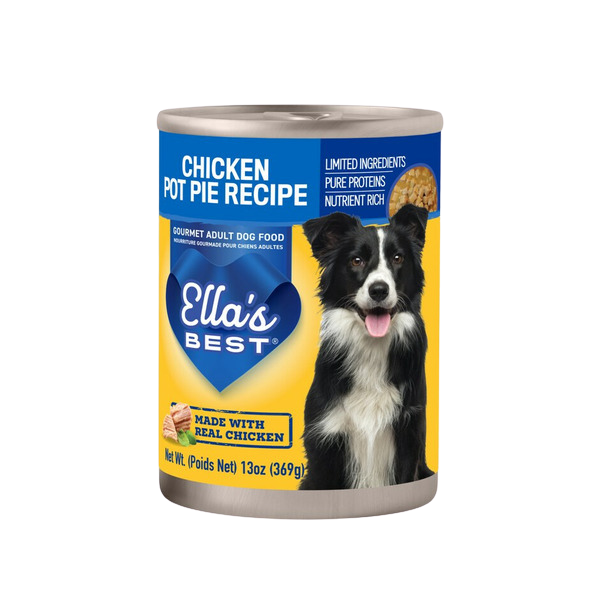 CHICKEN
POT PIE RECIPE
LIMITED INGREDIENTS
PURE PROTEINS
NUTRIENT RICH
GOURMET ADULT DOG FOOD
NOURRITURE GOURMADE POUR CHIENS ADULTES
Ella's
BEST®
MADE WITH
REAL CHICKEN
Net Wt. (Poids Net) 13oz (369g)